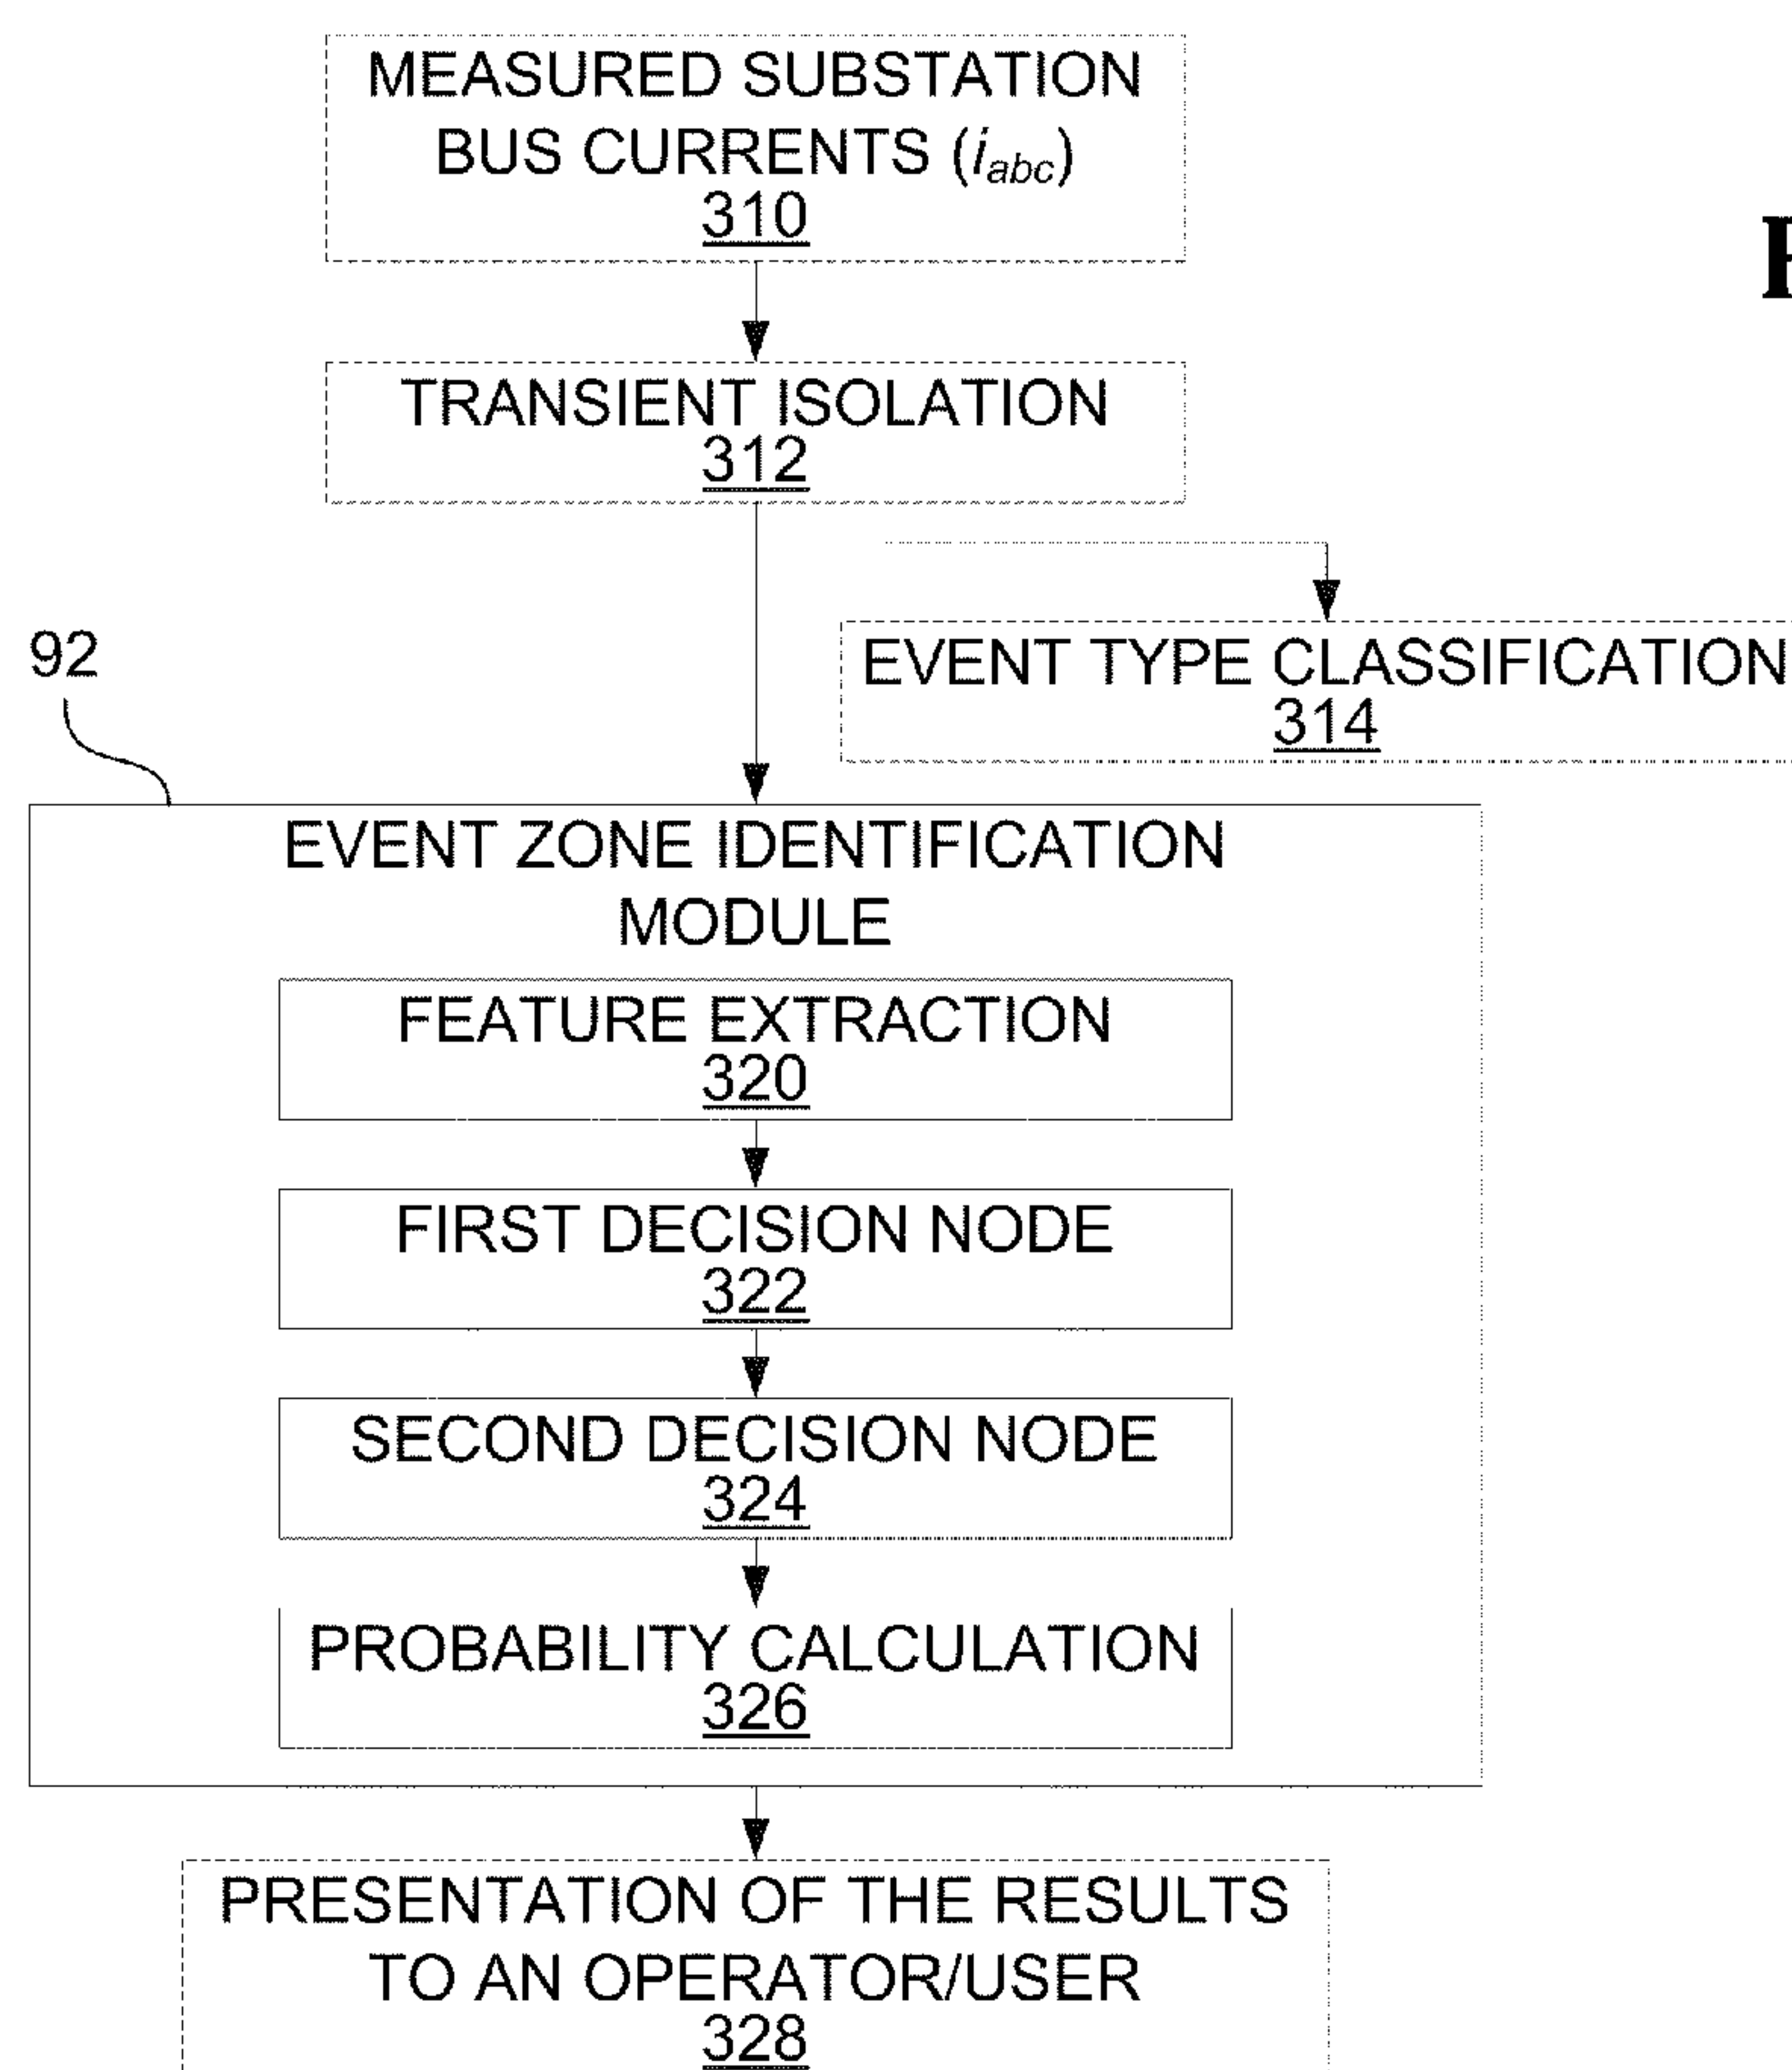 MEASURED SUBSTATION
BUS CURRENTS (iabc)
310
TRANSIENT ISOLATION
312
EVENT TYPE CLASSIFICATION
314
92
EVENT ZONE IDENTIFICATION
MODULE
FEATURE EXTRACTION
320
FIRST DECISION NODE
322
SECOND DECISION NODE
324
PROBABILITY CALCULATION
326
PRESENTATION OF THE RESULTS
TO AN OPERATOR/USER
328